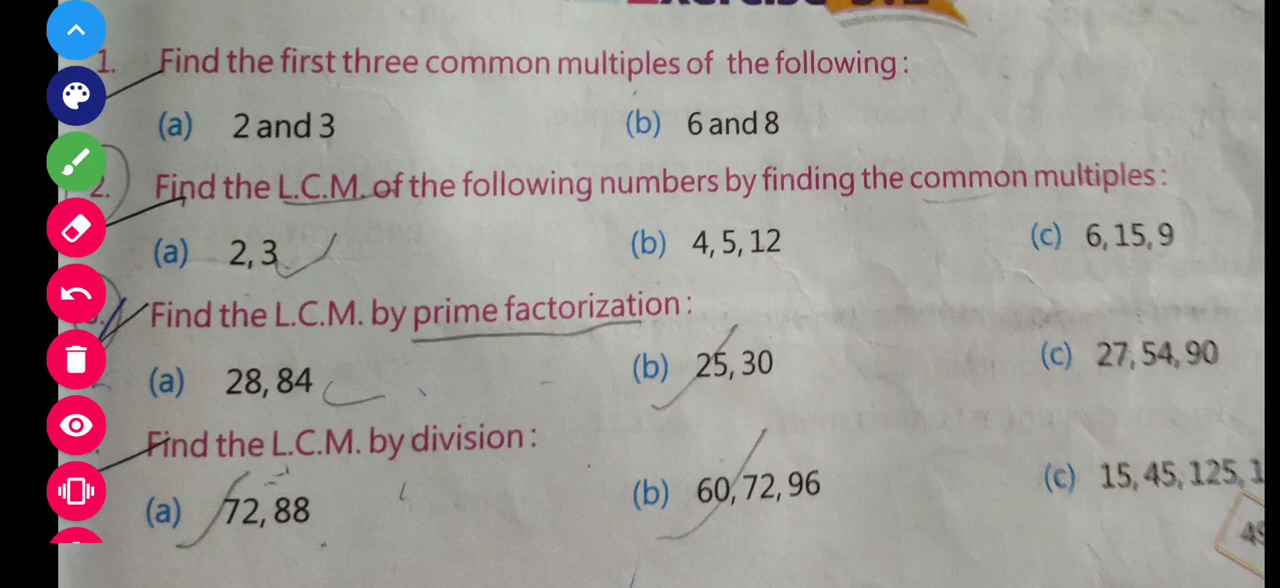 1. Find the first three common multiples of the following:
(a) 2 and 3 (b) 6 and 8
2. Find the L.C.M. of the following numbers by finding the common multiples:
(a) 2, 3 (b) 4, 5, 12 (c) 6, 15, 9
Find the L.C.M. by prime factorization:
(a) 28, 84 (b) 25, 30 (c) 27, 54, 90
Find the L.C.M. by division:
(a) 72, 88 (b) 60, 72, 96 (c) 15, 45, 125,